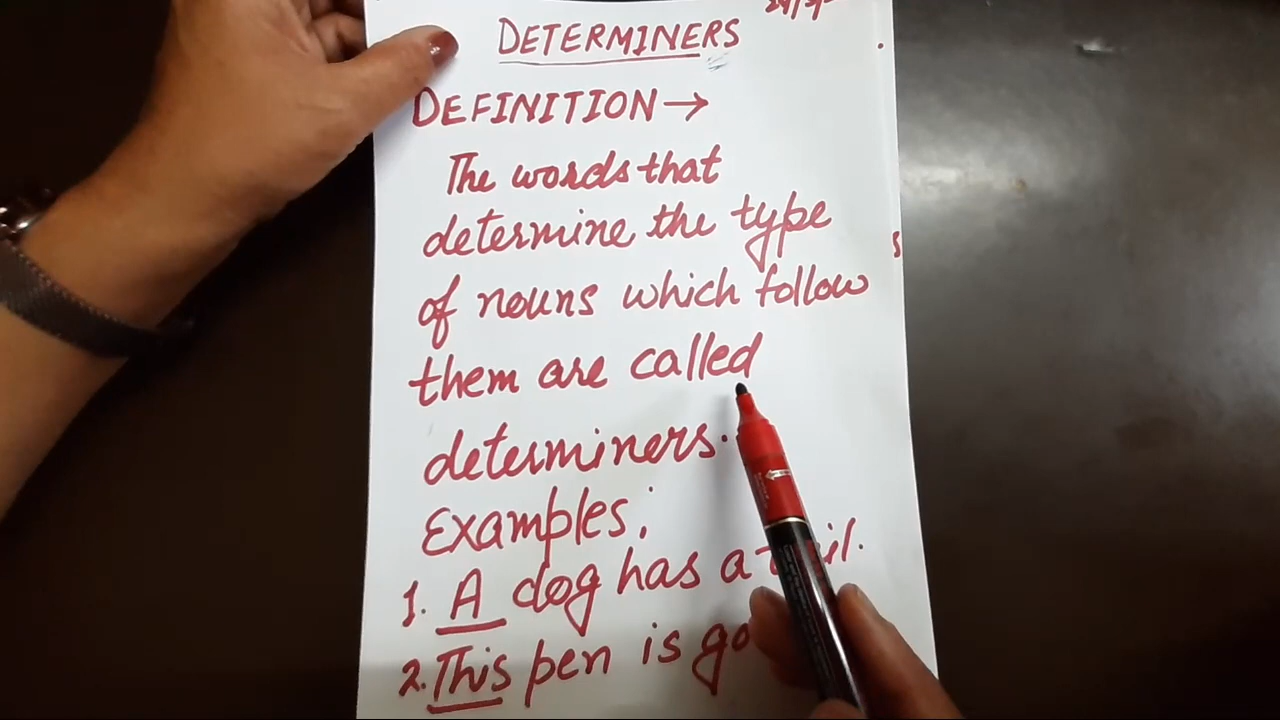 DETERMINERS
DEFINITION →
The words that
determine the type
of nouns which follow
them are called
determiners.
Examples;
1. A dog has a
2. This pen is